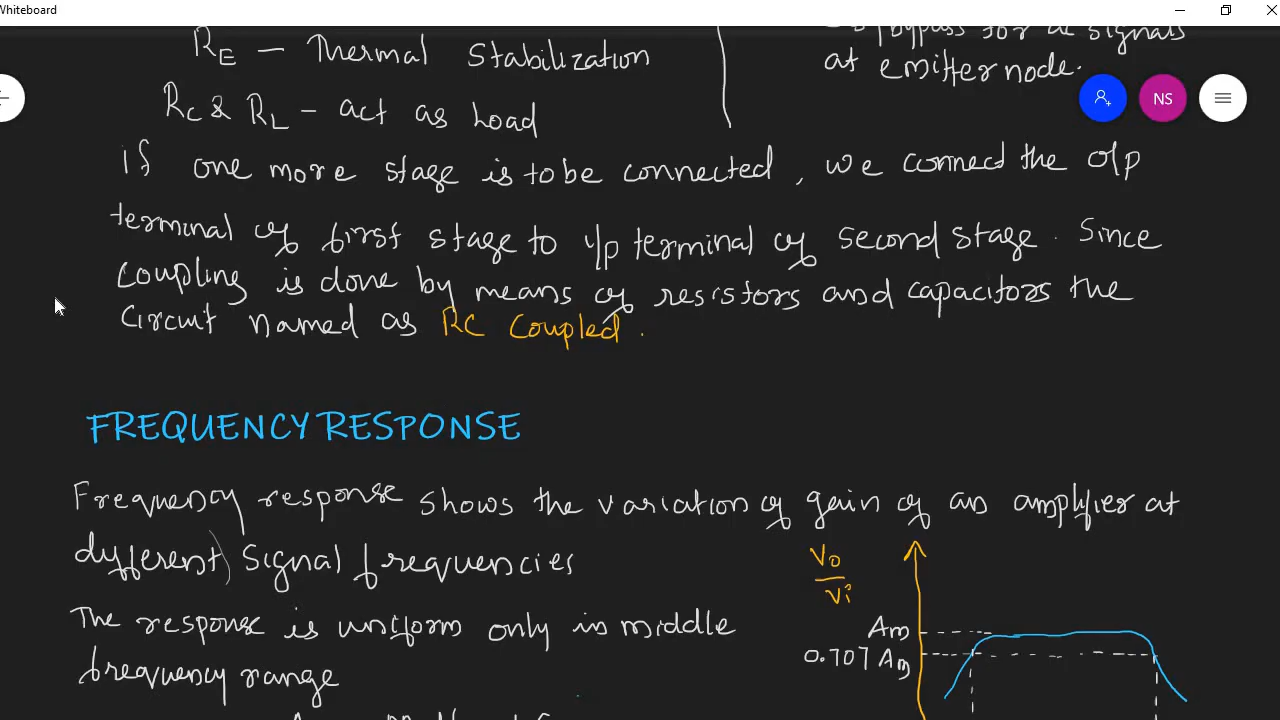 Whiteboard
RE - Thermal Stabilization
RC & RL - act as Load
bypass for ac signals
at emitter node.
NS
If one more stage is to be connected, we connect the o/p
terminal of first stage to i/p terminal of second stage. Since
coupling is done by means of resistors and capacitors the
circuit named as RC Coupled.
FREQUENCY RESPONSE
Frequency response shows the variation of gain of an amplifier at
different signal frequencies
The response is uniform only in middle
frequency range
Vo
Vi
Am
0.707 Am